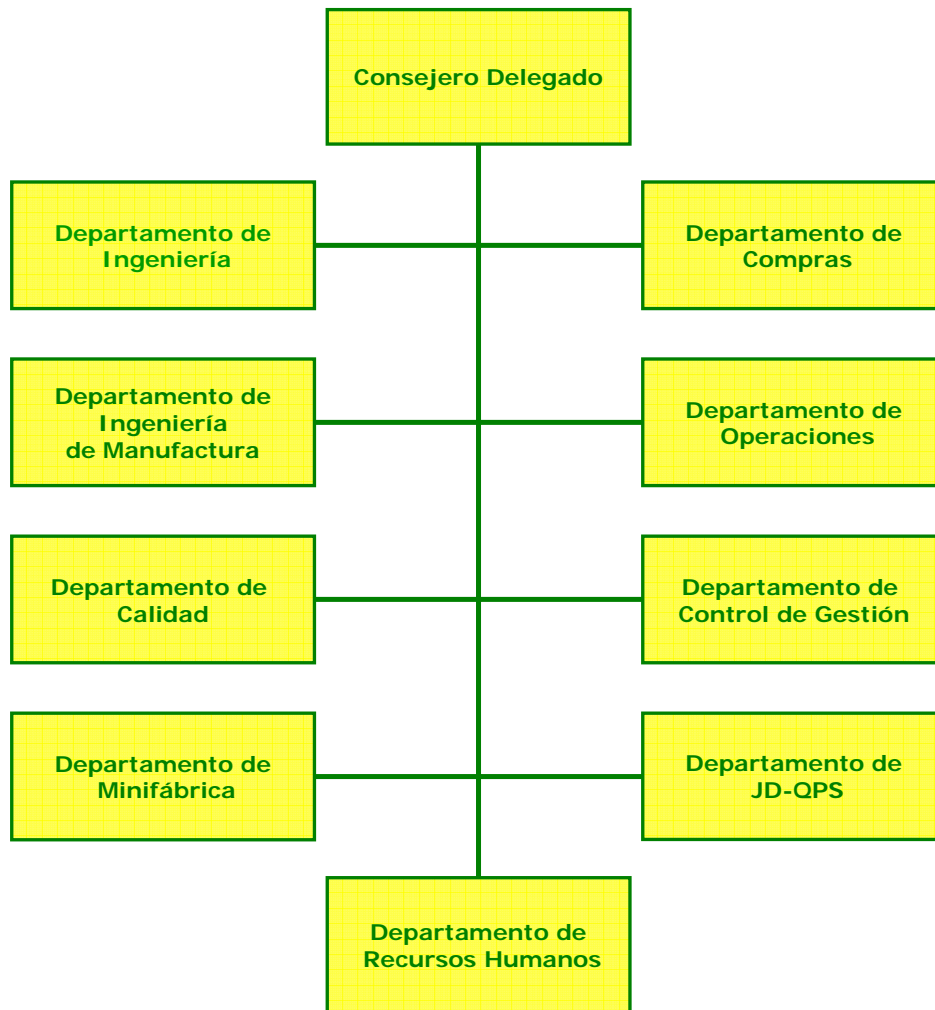 Consejero Delegado
Departamento de
Ingeniería
Departamento de
Compras
Departamento de
Ingeniería
de Manufactura
Departamento de
Operaciones
Departamento de
Calidad
Departamento de
Control de Gestión
Departamento de
Minifábrica
Departamento de
JD-QPS
Departamento de
Recursos Humanos